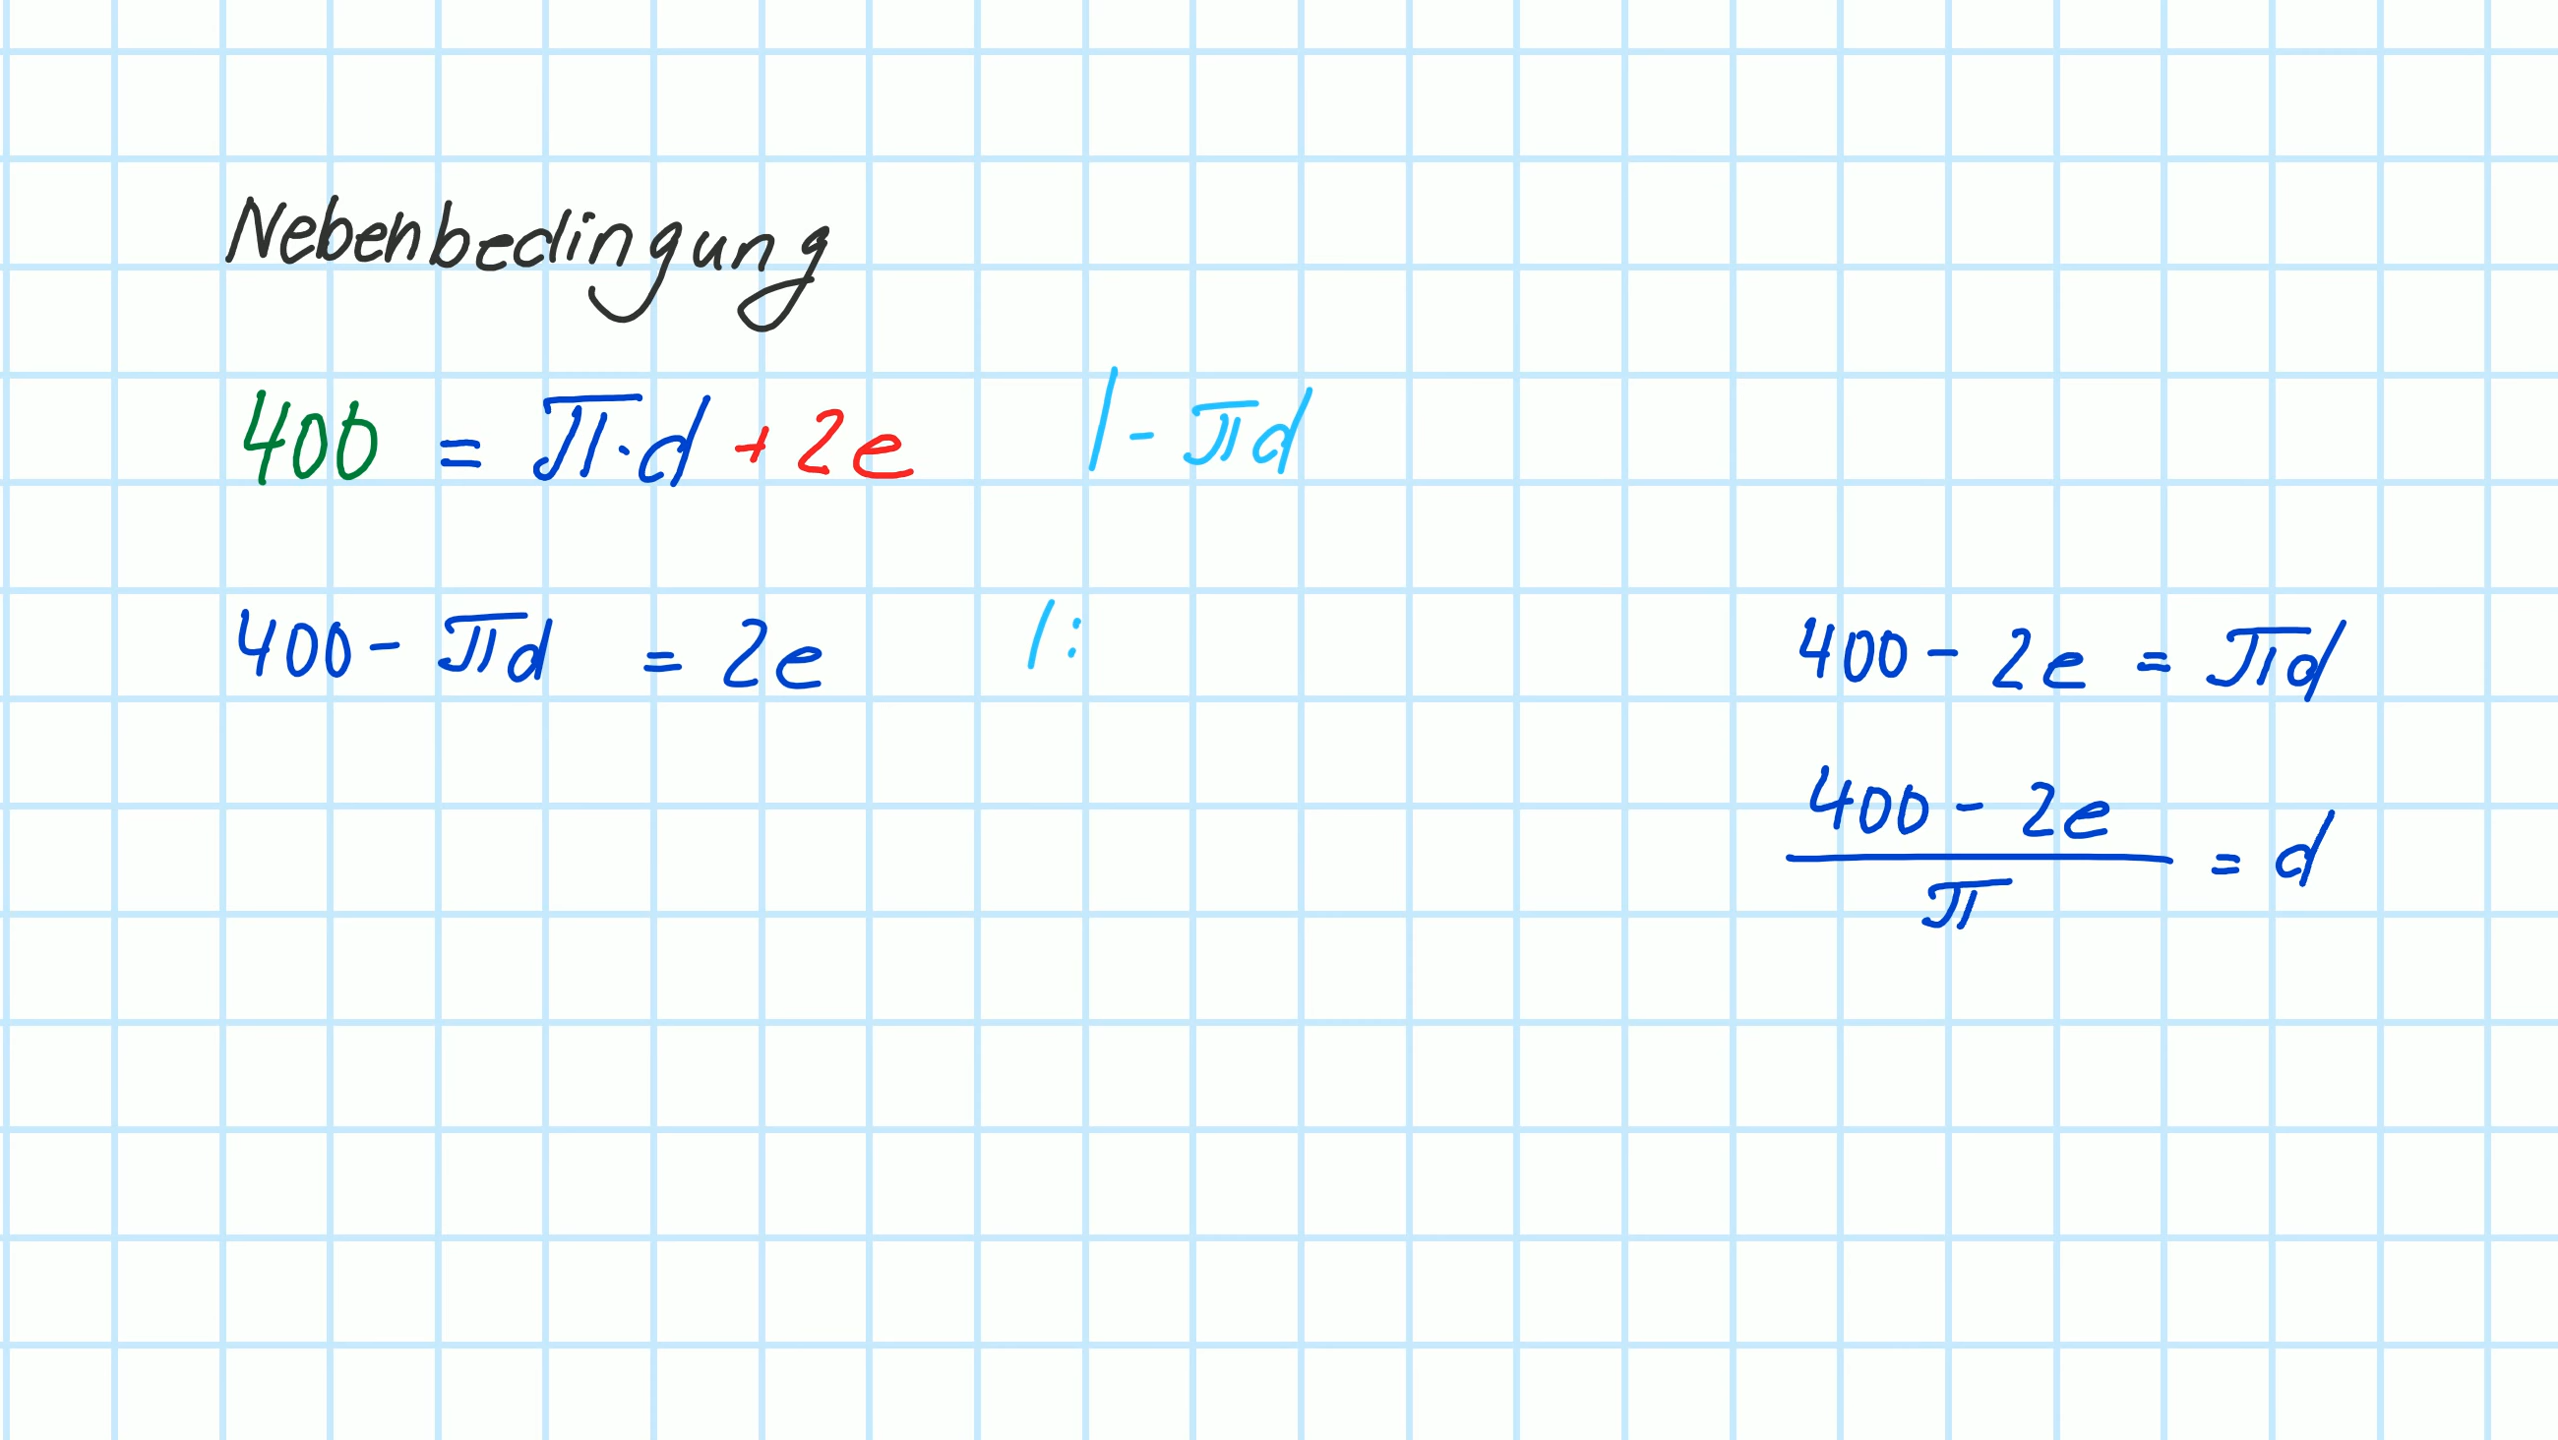 Nebenbedingung
400 = π · d + 2e |- πd
400 - πd = 2e |:
400 - 2e = πd
(400 - 2e)/π = d